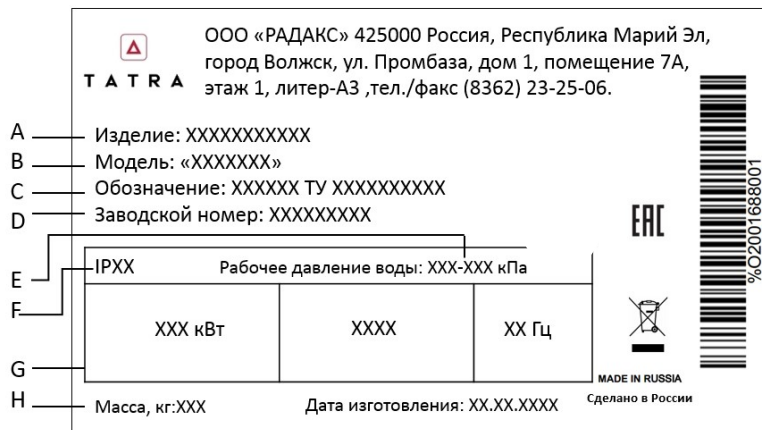 ООО «РАДАКС» 425000 Россия, Республика Марий Эл,
город Волжск, ул. Промбаза, дом 1, помещение 7А,
этаж 1, литер-А3 ,тел./факс (8362) 23-25-06.
TATRA
A Изделие: XXXXXXXXXXX
B Модель: «XXXXXXX»
C Обозначение: XXXXXX ТУ XXXXXXXXXX
D Заводской номер: XXXXXXXXX
EAC
%O2001688001
E
F
IPXX Рабочее давление воды: XXX-XXX кПа
XXX кВт XXXX XX Гц
G
MADE IN RUSSIA
Сделано в России
H Масса, кг:XXX Дата изготовления: XX.XX.XXXX